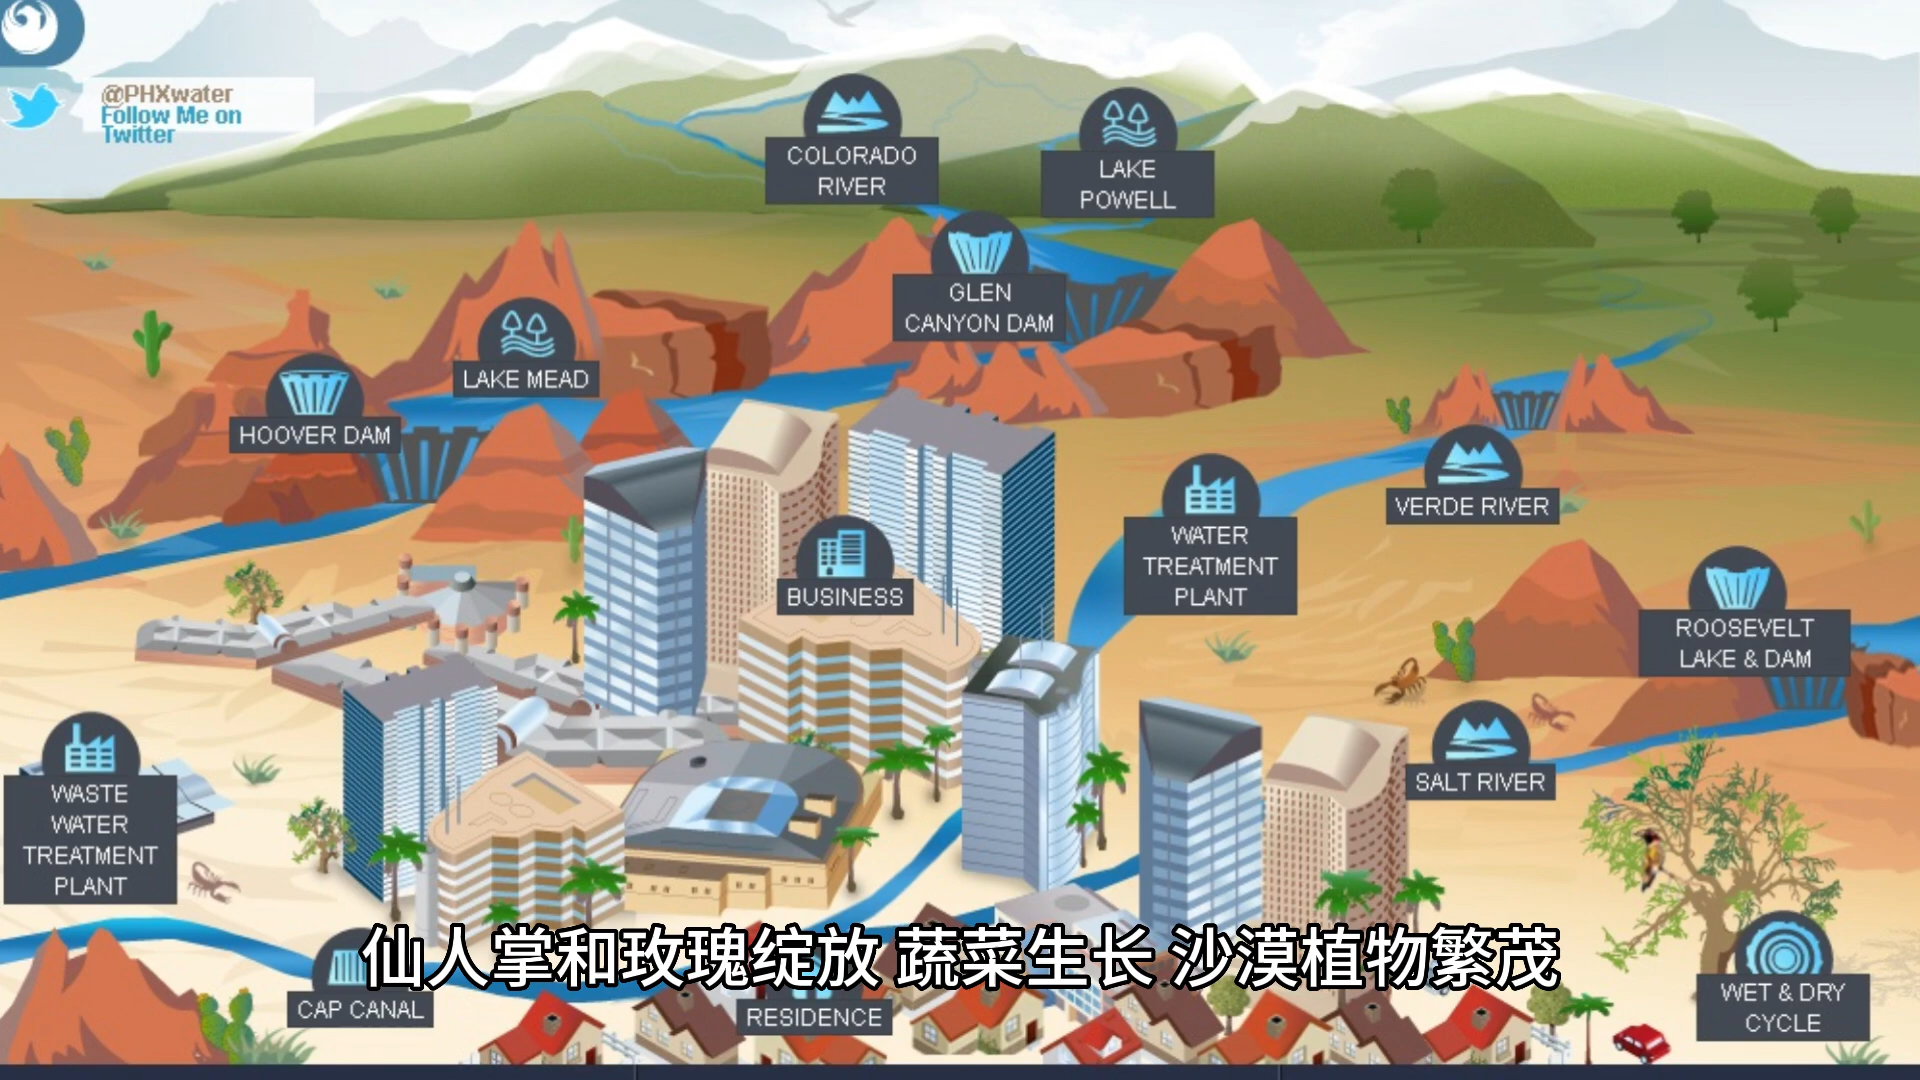 @PHXwater
Follow Me on
Twitter
COLORADO
RIVER
LAKE
POWELL
GLEN
CANYON DAM
LAKE MEAD
HOOVER DAM
VERDE RIVER
WATER
TREATMENT
PLANT
BUSINESS
ROOSEVELT
LAKE & DAM
SALT RIVER
WASTE
WATER
TREATMENT
PLANT
仙人掌和玫瑰绽放 蔬菜生长 沙漠植物繁茂
CAP CANAL
RESIDENCE
WET & DRY
CYCLE